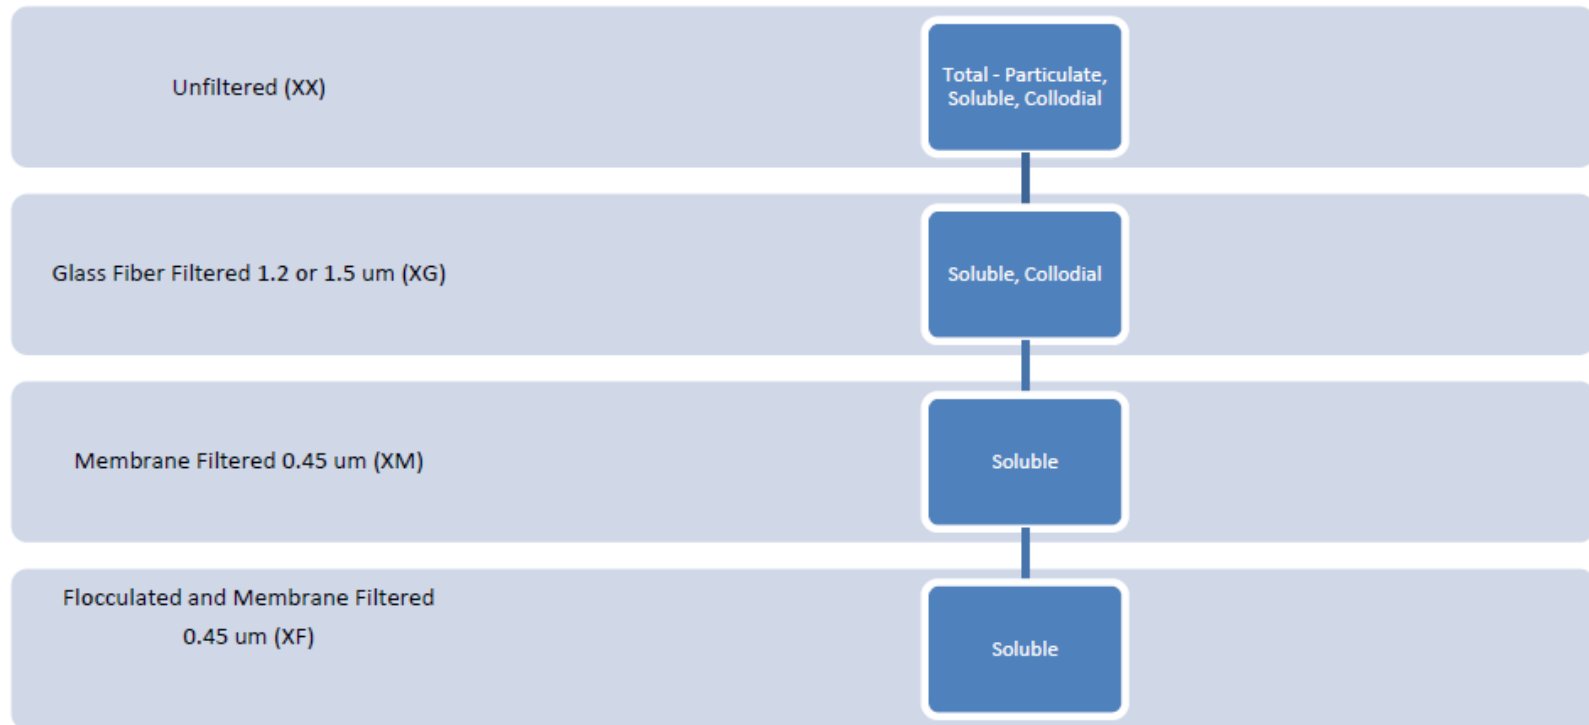 Unfiltered (XX)
Total - Particulate,
Soluble, Collodial
Glass Fiber Filtered 1.2 or 1.5 um (XG)
Soluble, Collodial
Membrane Filtered 0.45 um (XM)
Soluble
Flocculated and Membrane Filtered
0.45 um (XF)
Soluble